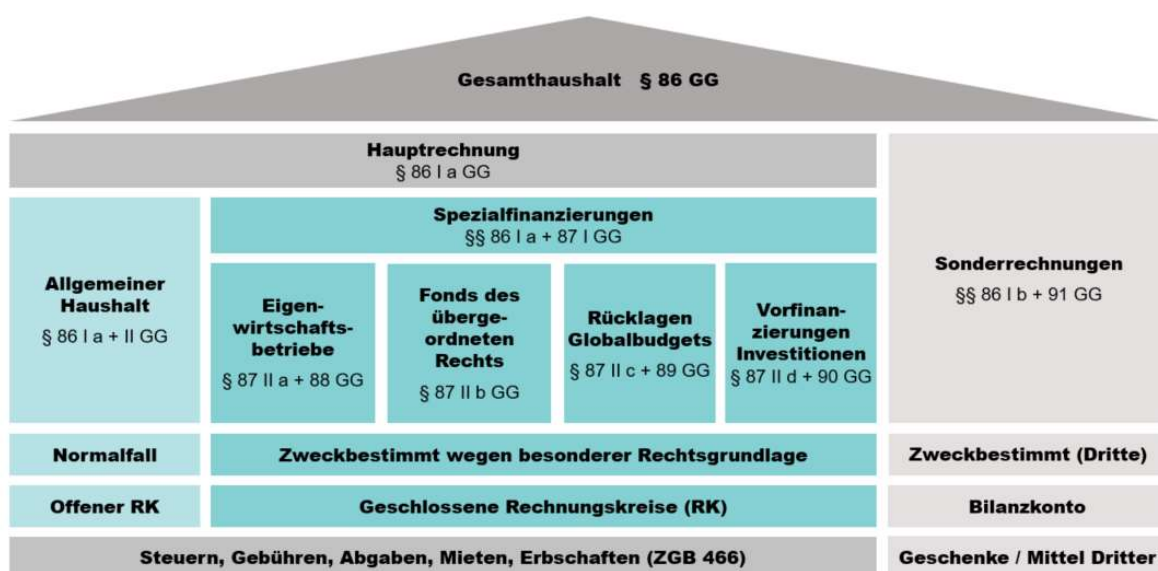 Gesamthaushalt § 86 GG
Hauptrechnung
§ 86 I a GG
Allgemeiner
Haushalt
§ 86 I a + II GG
Spezialfinanzierungen
§§ 86 I a + 87 I GG
Eigen-
wirtschafts-
betriebe
§ 87 II a + 88 GG
Fonds des
überge-
ordneten
Rechts
§ 87 II b GG
Rücklagen
Globalbudgets
§ 87 II c + 89 GG
Vorfinan-
zierungen
Investitionen
§ 87 II d + 90 GG
Sonderrechnungen
§§ 86 I b + 91 GG
Normalfall
Zweckbestimmt wegen besonderer Rechtsgrundlage
Zweckbestimmt (Dritte)
Offener RK
Geschlossene Rechnungskreise (RK)
Bilanzkonto
Steuern, Gebühren, Abgaben, Mieten, Erbschaften (ZGB 466)
Geschenke / Mittel Dritter